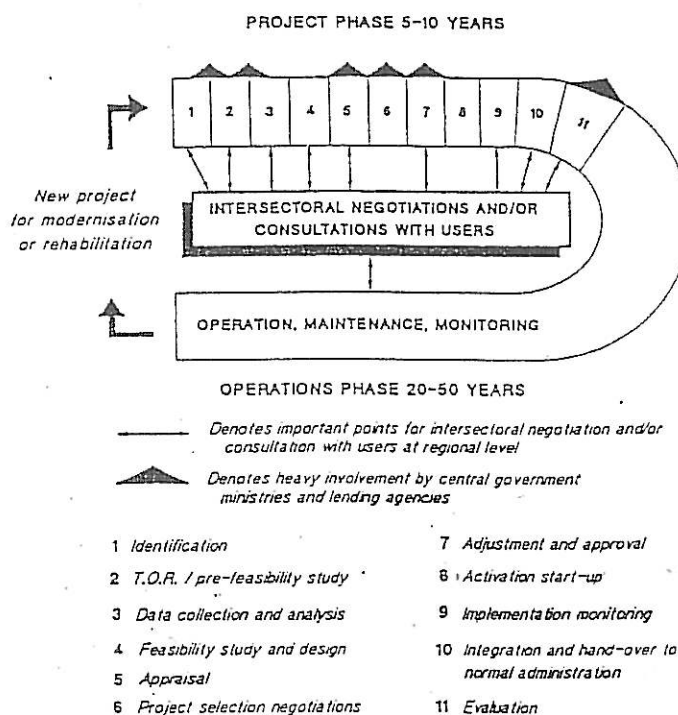 PROJECT PHASE 5-10 YEARS
1 2 3 4 5 6 7 8 9 10 11
New project
for modernisation
or rehabilitation
INTERSECTORAL NEGOTIATIONS AND/OR
CONSULTATIONS WITH USERS
OPERATION, MAINTENANCE, MONITORING
OPERATIONS PHASE 20-50 YEARS
Denotes important points for intersectoral negotiation and/or
consultation with users at regional level
Denotes heavy involvement by central government
ministries and lending agencies
1 Identification
2 T.O.R. / pre-feasibility study
3 Data collection and analysis
4 Feasibility study and design
5 Appraisal
6 Project selection negotiations
7 Adjustment and approval
8 Activation start-up
9 Implementation monitoring
10 Integration and hand-over to
normal administration
11 Evaluation